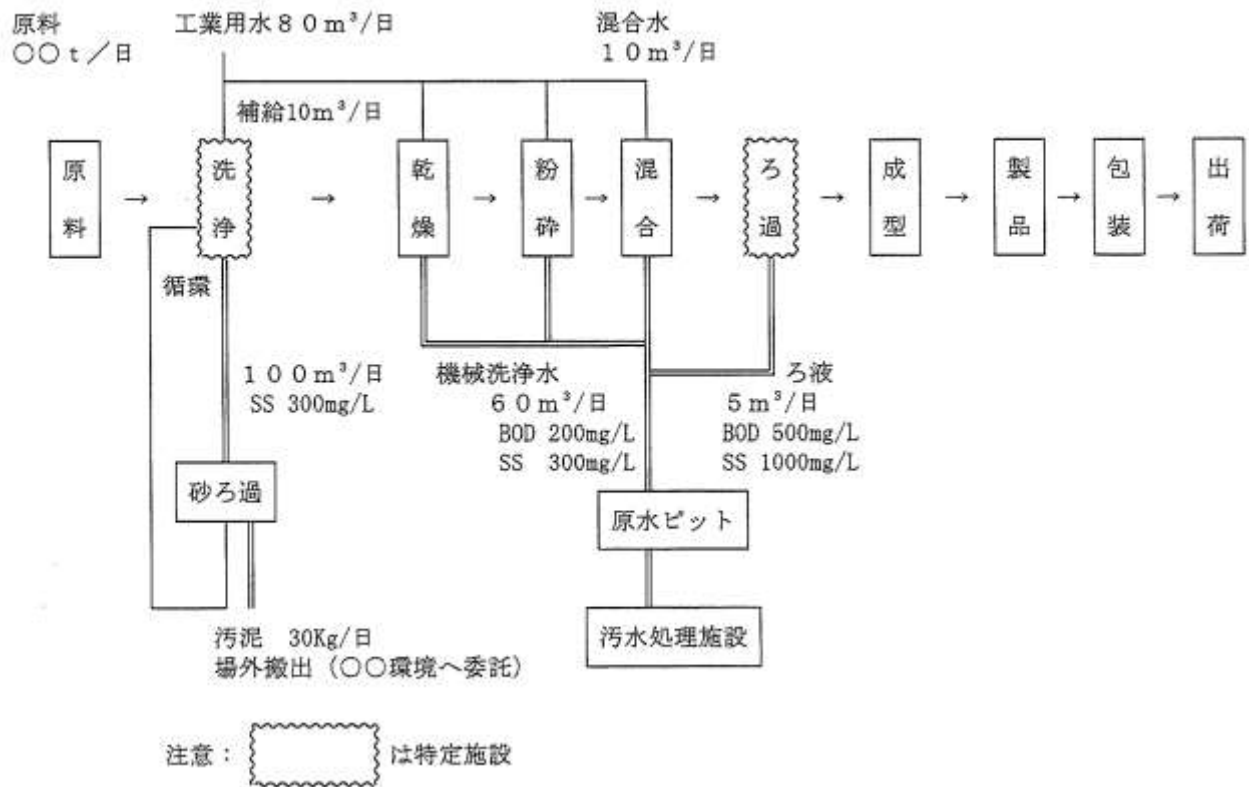 原料
○○ｔ／日
工業用水８０ｍ³/日
混合水
１０ｍ³/日
補給10ｍ³/日
原料
→
洗浄
→
乾燥
→
粉砕
→
混合
→
ろ過
→
成型
→
製品
→
包装
→
出荷
循環
１００ｍ³/日
SS 300mg/L
機械洗浄水
６０ｍ³/日
BOD 200mg/L
SS 300mg/L
ろ液
５ｍ³/日
BOD 500mg/L
SS 1000mg/L
砂ろ過
原水ピット
汚泥 30Kg/日
場外搬出（○○環境へ委託）
汚水処理施設
注意：
は特定施設